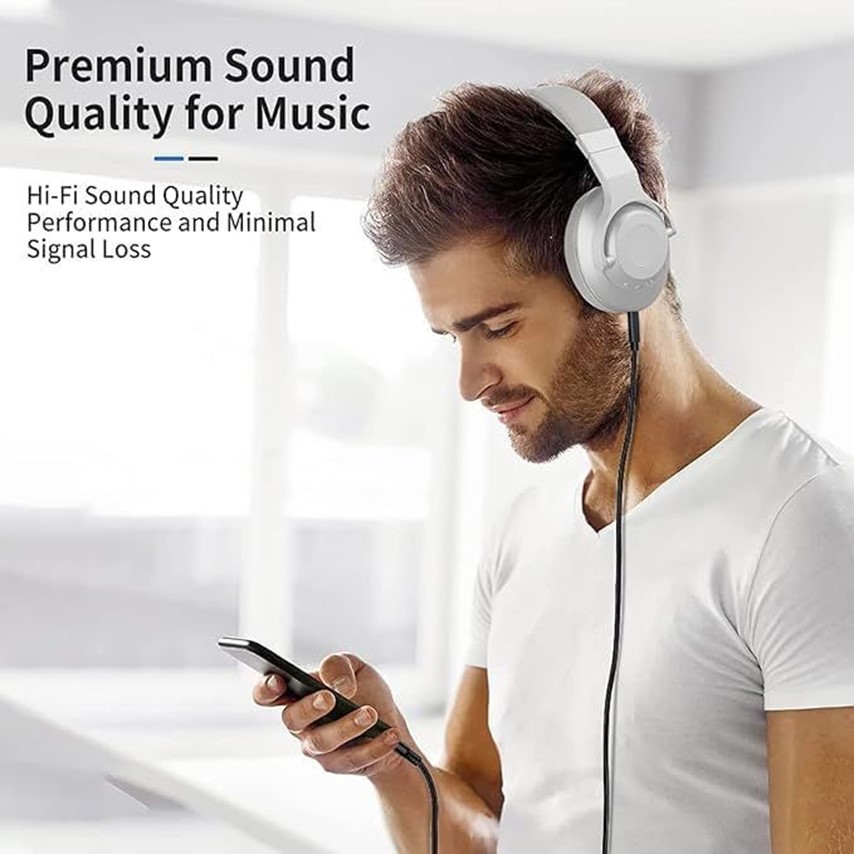 Premium Sound
Quality for Music
Hi-Fi Sound Quality
Performance and Minimal
Signal Loss